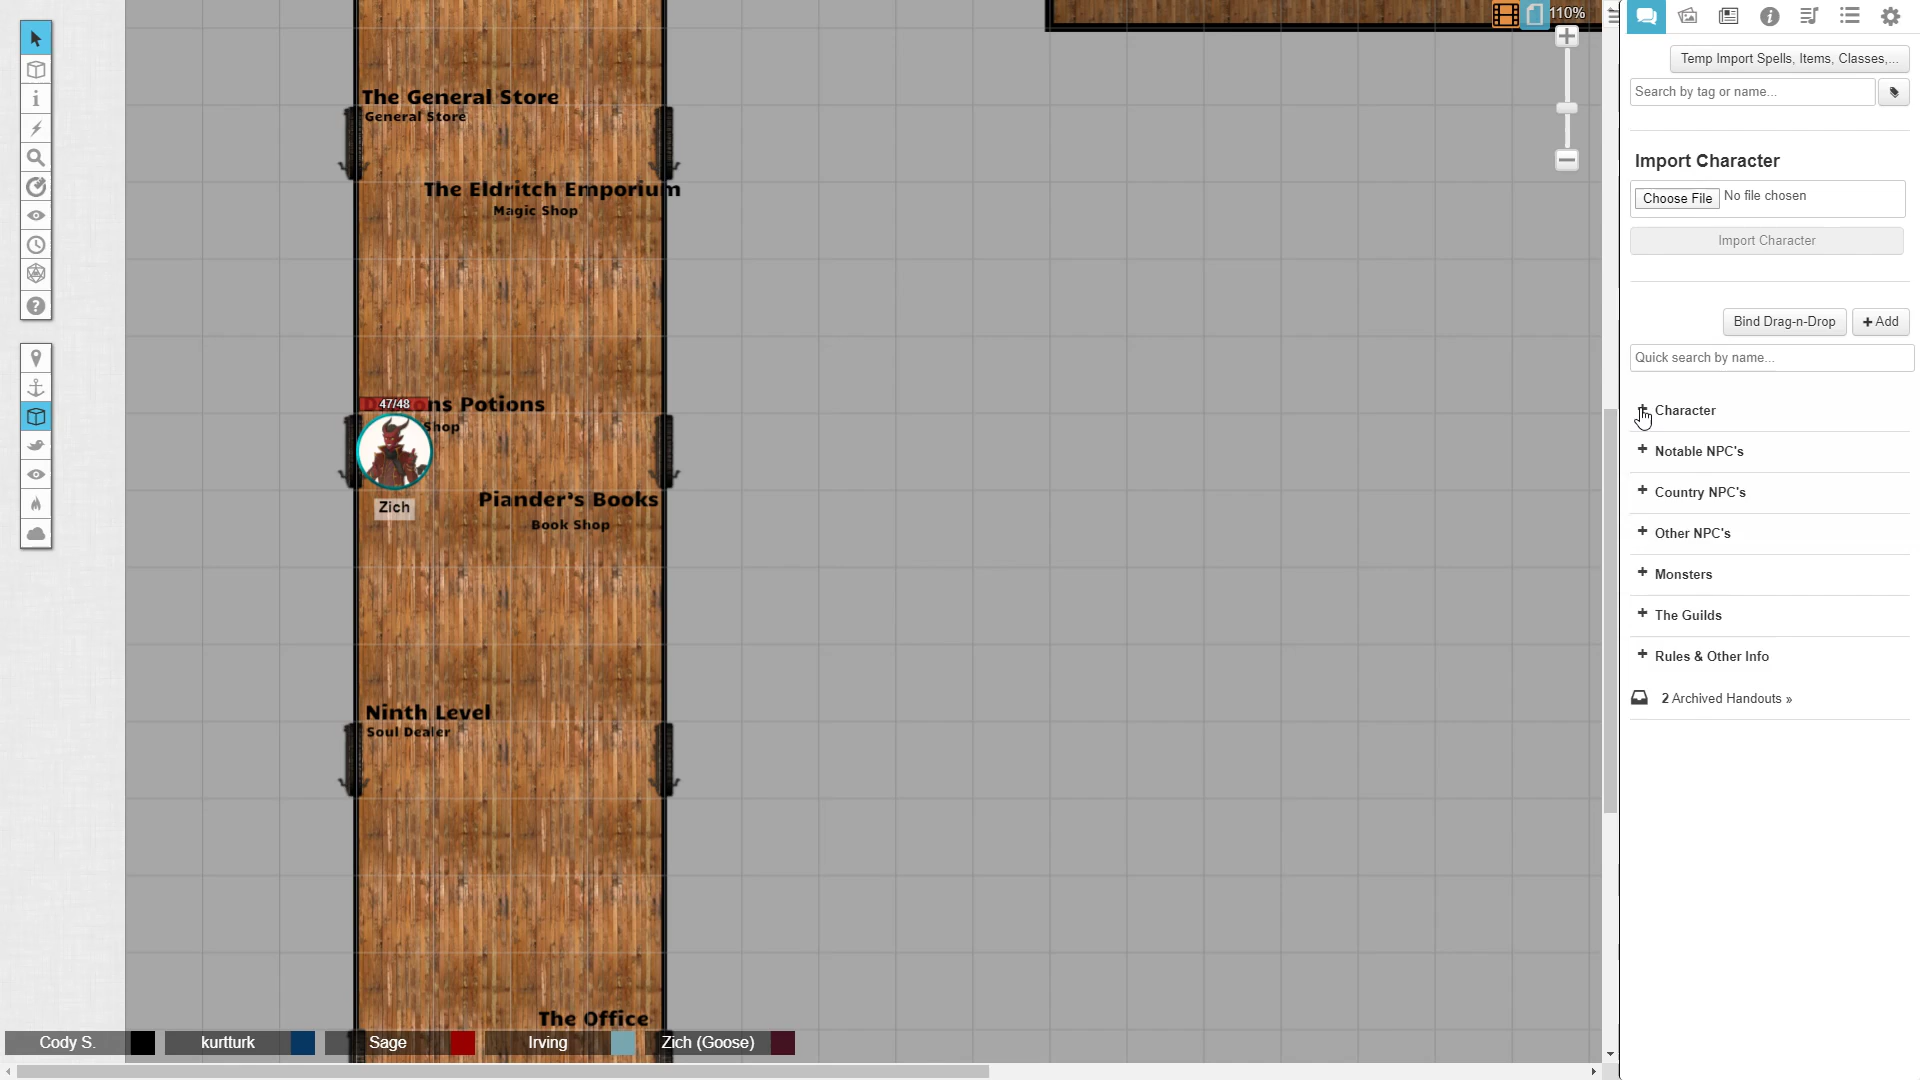 110%
The General Store
General Store
The Eldritch Emporium
Magic Shop
47/48
ns Potions
Shop
Zich
Piander's Books
Book Shop
Ninth Level
Soul Dealer
The Office
Cody S.
kurtturk
Sage
Irving
Zich (Goose)
Temp Import Spells, Items, Classes,...
Search by tag or name...
Import Character
Choose File No file chosen
Import Character
Bind Drag-n-Drop
+ Add
Quick search by name...
Character
Notable NPC's
Country NPC's
Other NPC's
Monsters
The Guilds
Rules & Other Info
2 Archived Handouts »